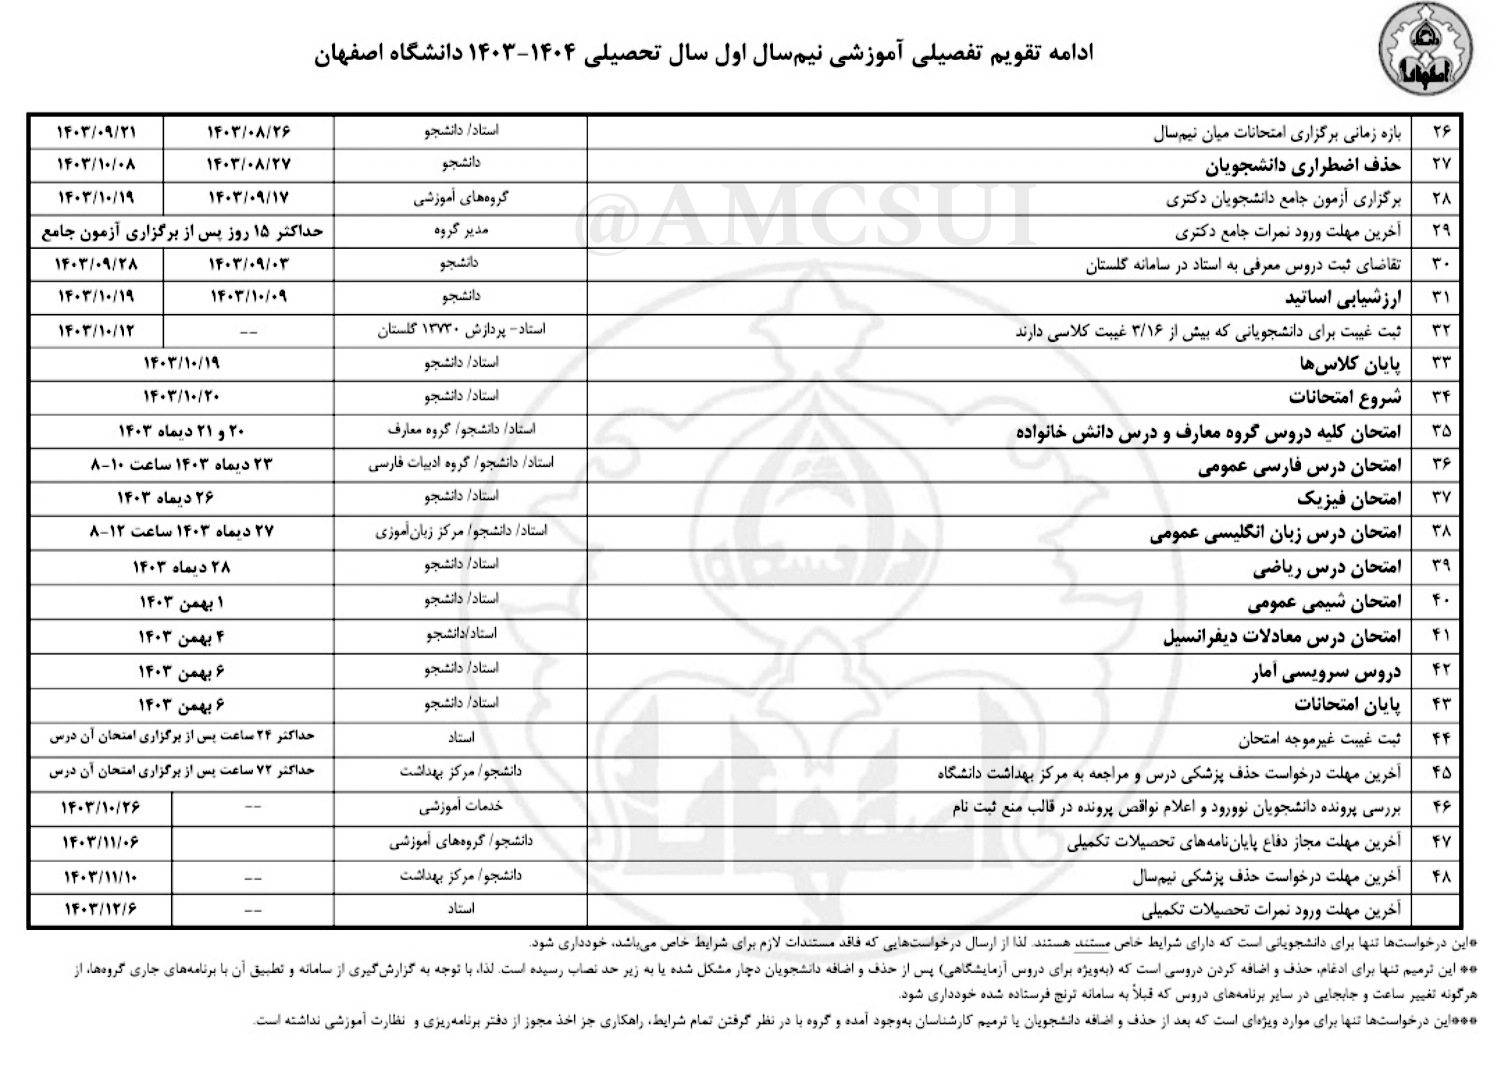 ادامه تقویم تفصیلی آموزشی نیم‌سال اول سال تحصیلی ۱۴۰۴-۱۴۰۳ دانشگاه اصفهان
۲۶ بازه زمانی برگزاری امتحانات میان نیم‌سال استاد/ دانشجو ۱۴۰۳/۰۸/۲۶ ۱۴۰۳/۰۹/۲۱
۲۷ حذف اضطراری دانشجویان دانشجو ۱۴۰۳/۰۸/۲۷ ۱۴۰۳/۱۰/۰۸
۲۸ برگزاری آزمون جامع دانشجویان دکتری گروه‌های آموزشی ۱۴۰۳/۰۹/۱۷ ۱۴۰۳/۱۰/۱۹
@AMCSUI
۲۹ آخرین مهلت ورود نمرات جامع دکتری مدیر گروه حداکثر ۱۵ روز پس از برگزاری آزمون جامع
۳۰ تقاضای ثبت دروس معرفی به استاد در سامانه گلستان دانشجو ۱۴۰۳/۰۹/۰۳ ۱۴۰۳/۰۹/۲۸
۳۱ ارزشیابی اساتید دانشجو ۱۴۰۳/۱۰/۰۹ ۱۴۰۳/۱۰/۱۹
۳۲ ثبت غیبت برای دانشجویانی که بیش از ۳/۱۶ غیبت کلاسی دارند استاد- پردازش ۱۳۷۳۰ گلستان -- ۱۴۰۳/۱۰/۱۲
۳۳ پایان کلاس‌ها استاد/ دانشجو ۱۴۰۳/۱۰/۱۹
۳۴ شروع امتحانات استاد/ دانشجو ۱۴۰۳/۱۰/۲۰
۳۵ امتحان کلیه دروس گروه معارف و درس دانش خانواده استاد/ دانشجو/ گروه معارف ۲۰ و ۲۱ دیماه ۱۴۰۳
۳۶ امتحان درس فارسی عمومی استاد/ دانشجو/ گروه ادبیات فارسی ۲۳ دیماه ۱۴۰۳ ساعت ۱۰-۸
۳۷ امتحان فیزیک استاد/ دانشجو ۲۶ دیماه ۱۴۰۳
۳۸ امتحان درس زبان انگلیسی عمومی استاد/ دانشجو/ مرکز زبان‌آموزی ۲۷ دیماه ۱۴۰۳ ساعت ۱۲-۸
۳۹ امتحان درس ریاضی استاد/ دانشجو ۲۸ دیماه ۱۴۰۳
۴۰ امتحان شیمی عمومی استاد/ دانشجو ۱ بهمن ۱۴۰۳
۴۱ امتحان درس معادلات دیفرانسیل استاد/دانشجو ۴ بهمن ۱۴۰۳
۴۲ دروس سرویسی آمار استاد/ دانشجو ۶ بهمن ۱۴۰۳
۴۳ پایان امتحانات استاد/ دانشجو ۶ بهمن ۱۴۰۳
۴۴ ثبت غیبت غیرموجه امتحان استاد حداکثر ۲۴ ساعت پس از برگزاری امتحان آن درس
۴۵ آخرین مهلت درخواست حذف پزشکی درس و مراجعه به مرکز بهداشت دانشگاه دانشجو/ مرکز بهداشت حداکثر ۷۲ ساعت پس از برگزاری امتحان آن درس
۴۶ بررسی پرونده دانشجویان نوورود و اعلام نواقص پرونده در قالب منع ثبت نام خدمات آموزشی -- ۱۴۰۳/۱۰/۲۶
۴۷ آخرین مهلت مجاز دفاع پایان‌نامه‌های تحصیلات تکمیلی دانشجو/ گروه‌های آموزشی ۱۴۰۳/۱۱/۰۶
۴۸ آخرین مهلت درخواست حذف پزشکی نیم‌سال دانشجو/ مرکز بهداشت -- ۱۴۰۳/۱۱/۱۰
آخرین مهلت ورود نمرات تحصیلات تکمیلی استاد -- ۱۴۰۳/۱۲/۶
*این درخواست‌ها تنها برای دانشجویانی است که دارای شرایط خاص مستند هستند. لذا از ارسال درخواست‌هایی که فاقد مستندات لازم برای شرایط خاص می‌باشد، خودداری شود.
** این ترمیم تنها برای ادغام، حذف و اضافه کردن دروسی است که (به‌ویژه برای دروس آزمایشگاهی) پس از حذف و اضافه دانشجویان دچار مشکل شده یا به زیر حد نصاب رسیده است. لذا، با توجه به گزارش‌گیری از سامانه و تطبیق آن با برنامه‌های جاری گروه‌ها، از
هرگونه تغییر ساعت و جابجایی در سایر برنامه‌های دروس که قبلاً به سامانه ترنج فرستاده شده خودداری شود.
***این درخواست‌ها تنها برای موارد ویژه‌ای است که بعد از حذف و اضافه دانشجویان یا ترمیم کارشناسان به‌وجود آمده و گروه با در نظر گرفتن تمام شرایط، راهکاری جز اخذ مجوز از دفتر برنامه‌ریزی و نظارت آموزشی نداشته است.